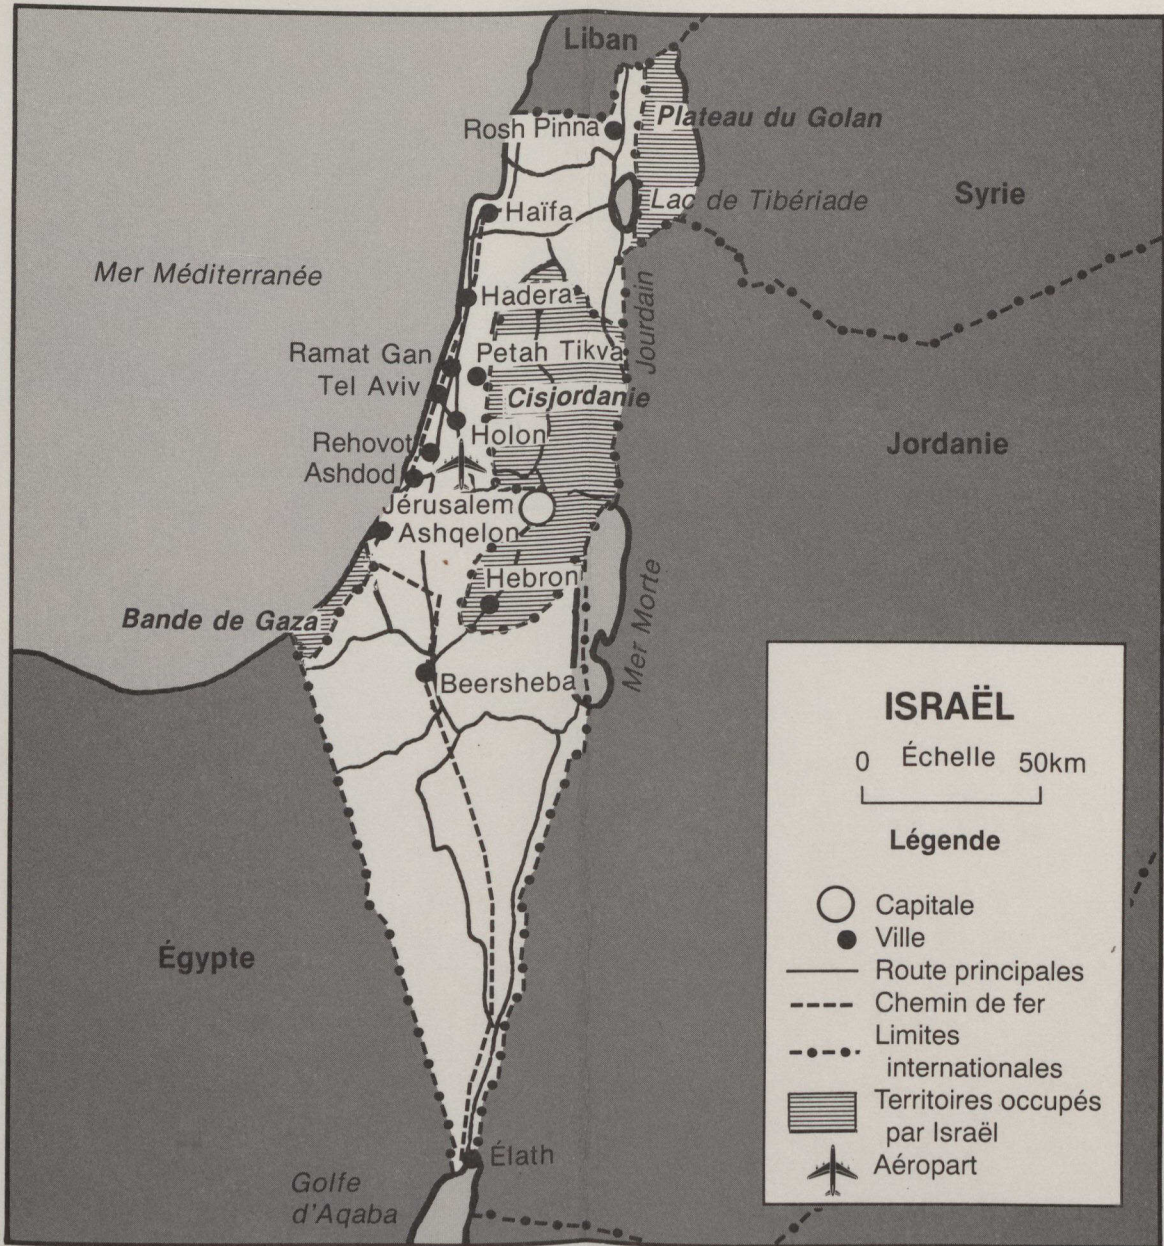 Liban
Rosh Pinna
Plateau du Golan
Syrie
Lac de Tibériade
Haïfa
Mer Méditerranée
Hadera
Jourdain
Ramat Gan
Petah Tikva
Tel Aviv
Cisjordanie
Holon
Rehovot
Jordanie
Ashdod
Jérusalem
Ashqelon
Hebron
Mer Morte
Bande de Gaza
Beersheba
ISRAËL
0 Échelle 50km
Légende
Capitale
Ville
Route principales
Chemin de fer
Limites
internationales
Territoires occupés
par Israël
Aéropart
Égypte
Élath
Golfe
d'Aqaba